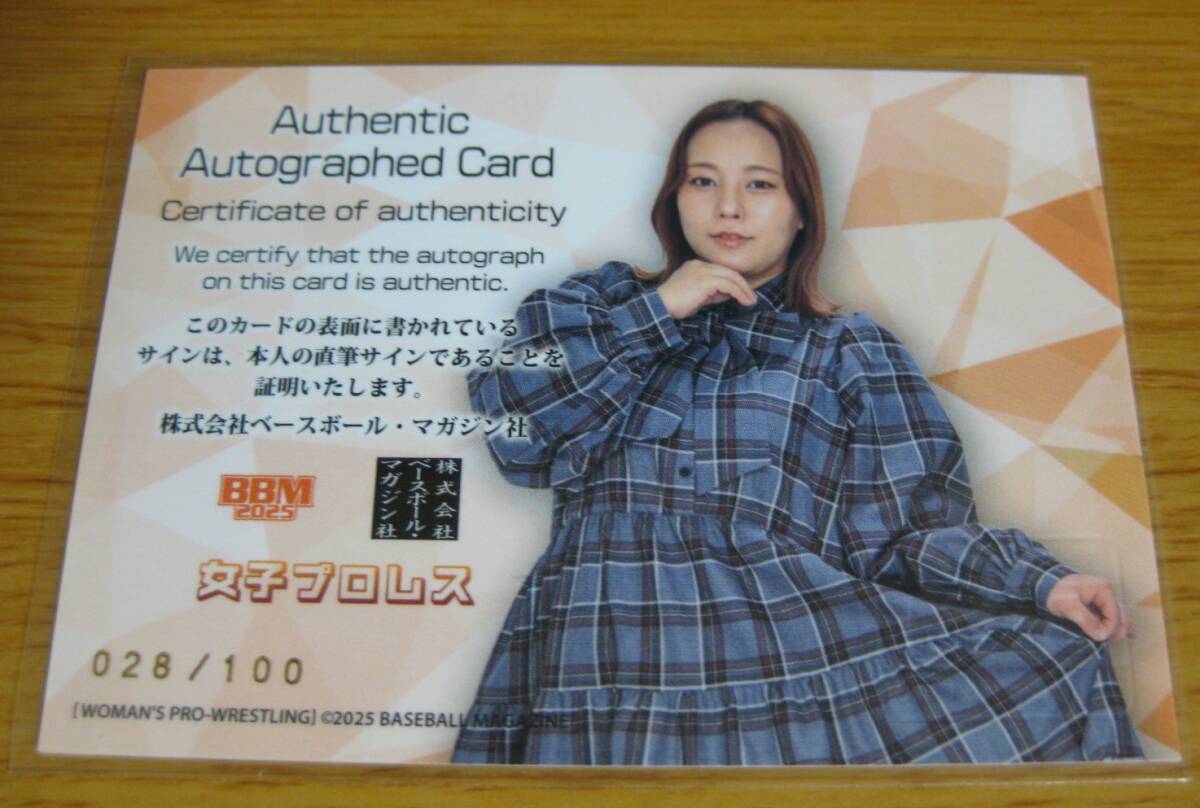 Authentic
Autographed Card
Certificate of authenticity
We certify that the autograph
on this card is authentic.
このカードの表面に書かれている
サインは、本人の直筆サインであることを
証明いたします。
株式会社ベースボール・マガジン社
BBM
2025
株式会社
ベースボール・
マガジン社
女子プロレス
028/100
[WOMAN'S PRO-WRESTLING] ©2025 BASEBALL MAGAZINE